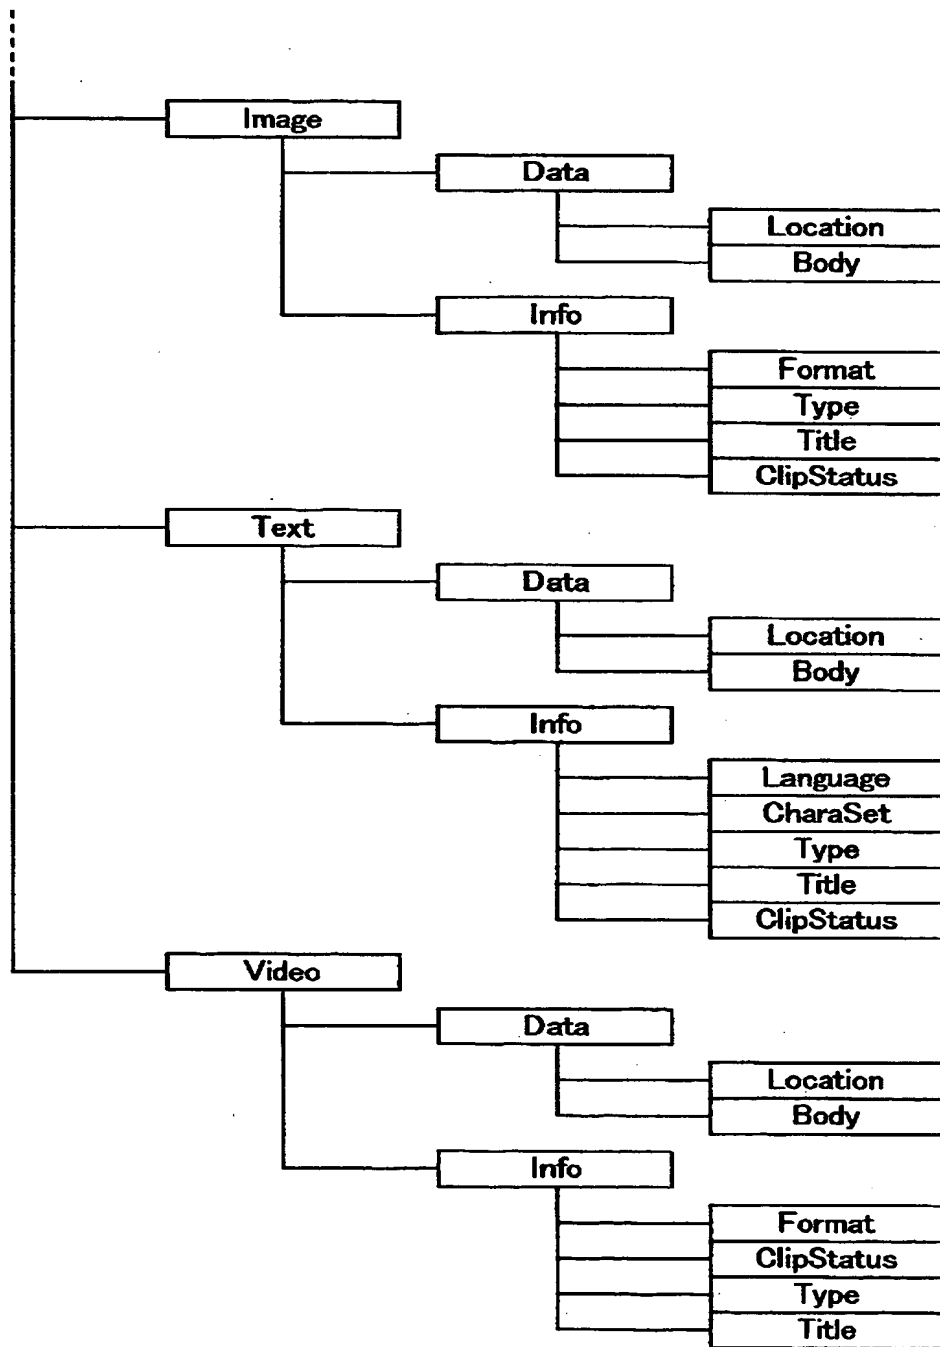 Image
Data
Location
Body
Info
Format
Type
Title
ClipStatus
Text
Data
Location
Body
Info
Language
CharaSet
Type
Title
ClipStatus
Video
Data
Location
Body
Info
Format
ClipStatus
Type
Title